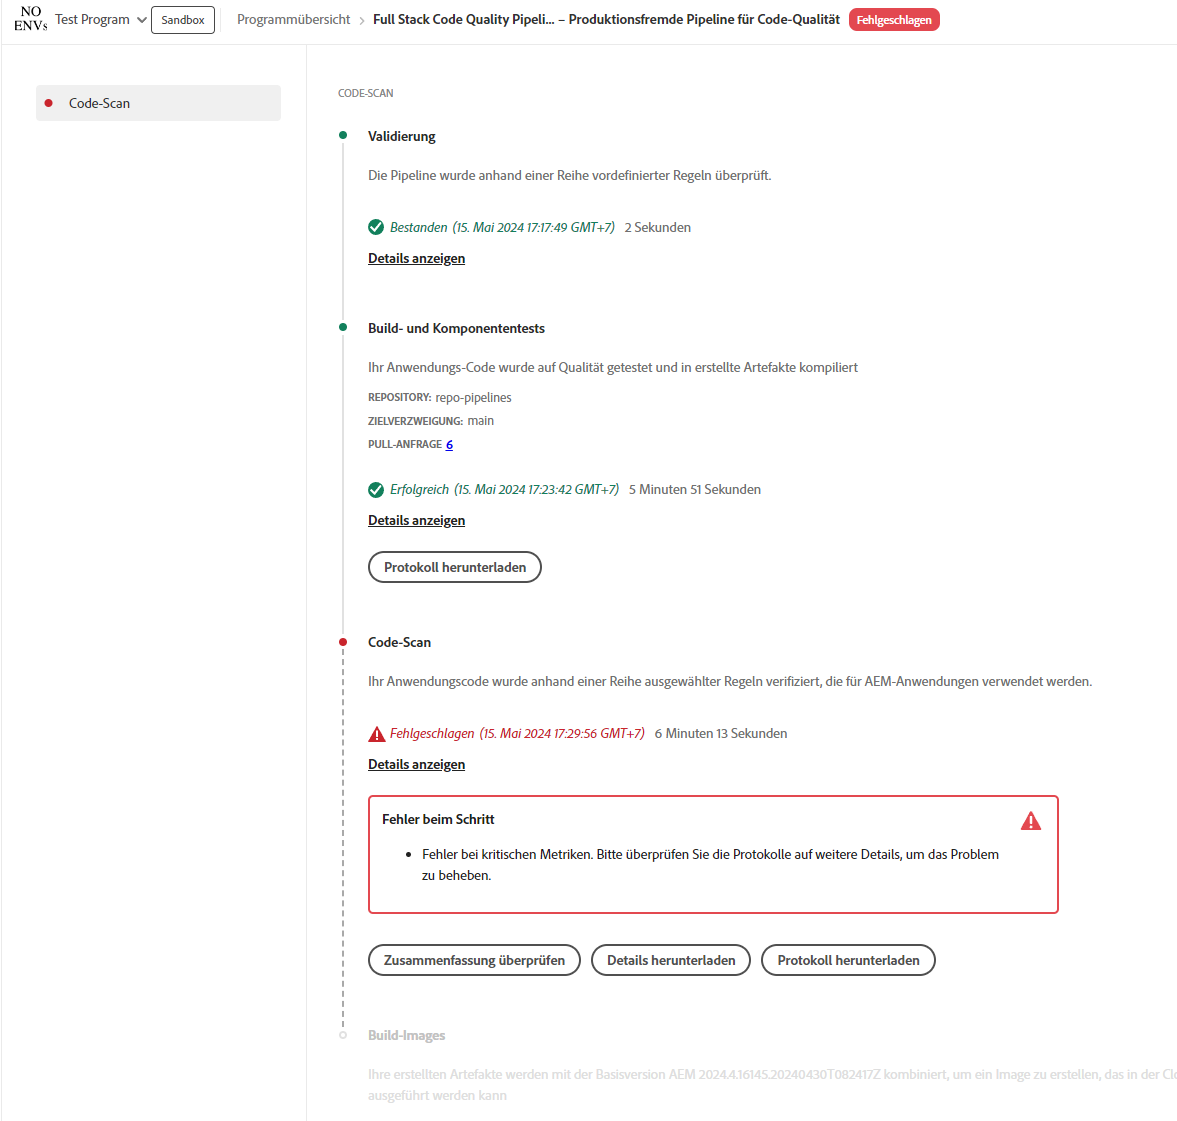 NO
ENVs
Test Program
Sandbox
Programmübersicht
Full Stack Code Quality Pipeli... – Produktionsfremde Pipeline für Code-Qualität
Fehlgeschlagen
Code-Scan
CODE-SCAN
Validierung
Die Pipeline wurde anhand einer Reihe vordefinierter Regeln überprüft.
Bestanden (15. Mai 2024 17:17:49 GMT+7) 2 Sekunden
Details anzeigen
Build- und Komponententests
Ihr Anwendungs-Code wurde auf Qualität getestet und in erstellte Artefakte kompiliert
REPOSITORY: repo-pipelines
ZIELVERZWEIGUNG: main
PULL-ANFRAGE 6
Erfolgreich (15. Mai 2024 17:23:42 GMT+7) 5 Minuten 51 Sekunden
Details anzeigen
Protokoll herunterladen
Code-Scan
Ihr Anwendungscode wurde anhand einer Reihe ausgewählter Regeln verifiziert, die für AEM-Anwendungen verwendet werden.
Fehlgeschlagen (15. Mai 2024 17:29:56 GMT+7) 6 Minuten 13 Sekunden
Details anzeigen
Fehler beim Schritt
Fehler bei kritischen Metriken. Bitte überprüfen Sie die Protokolle auf weitere Details, um das Problem
zu beheben.
Zusammenfassung überprüfen
Details herunterladen
Protokoll herunterladen
Build-Images
Ihre erstellten Artefakte werden mit der Basisversion AEM 2024.4.16145.20240430T082417Z kombiniert, um ein Image zu erstellen, das in der Clo
ausgeführt werden kann